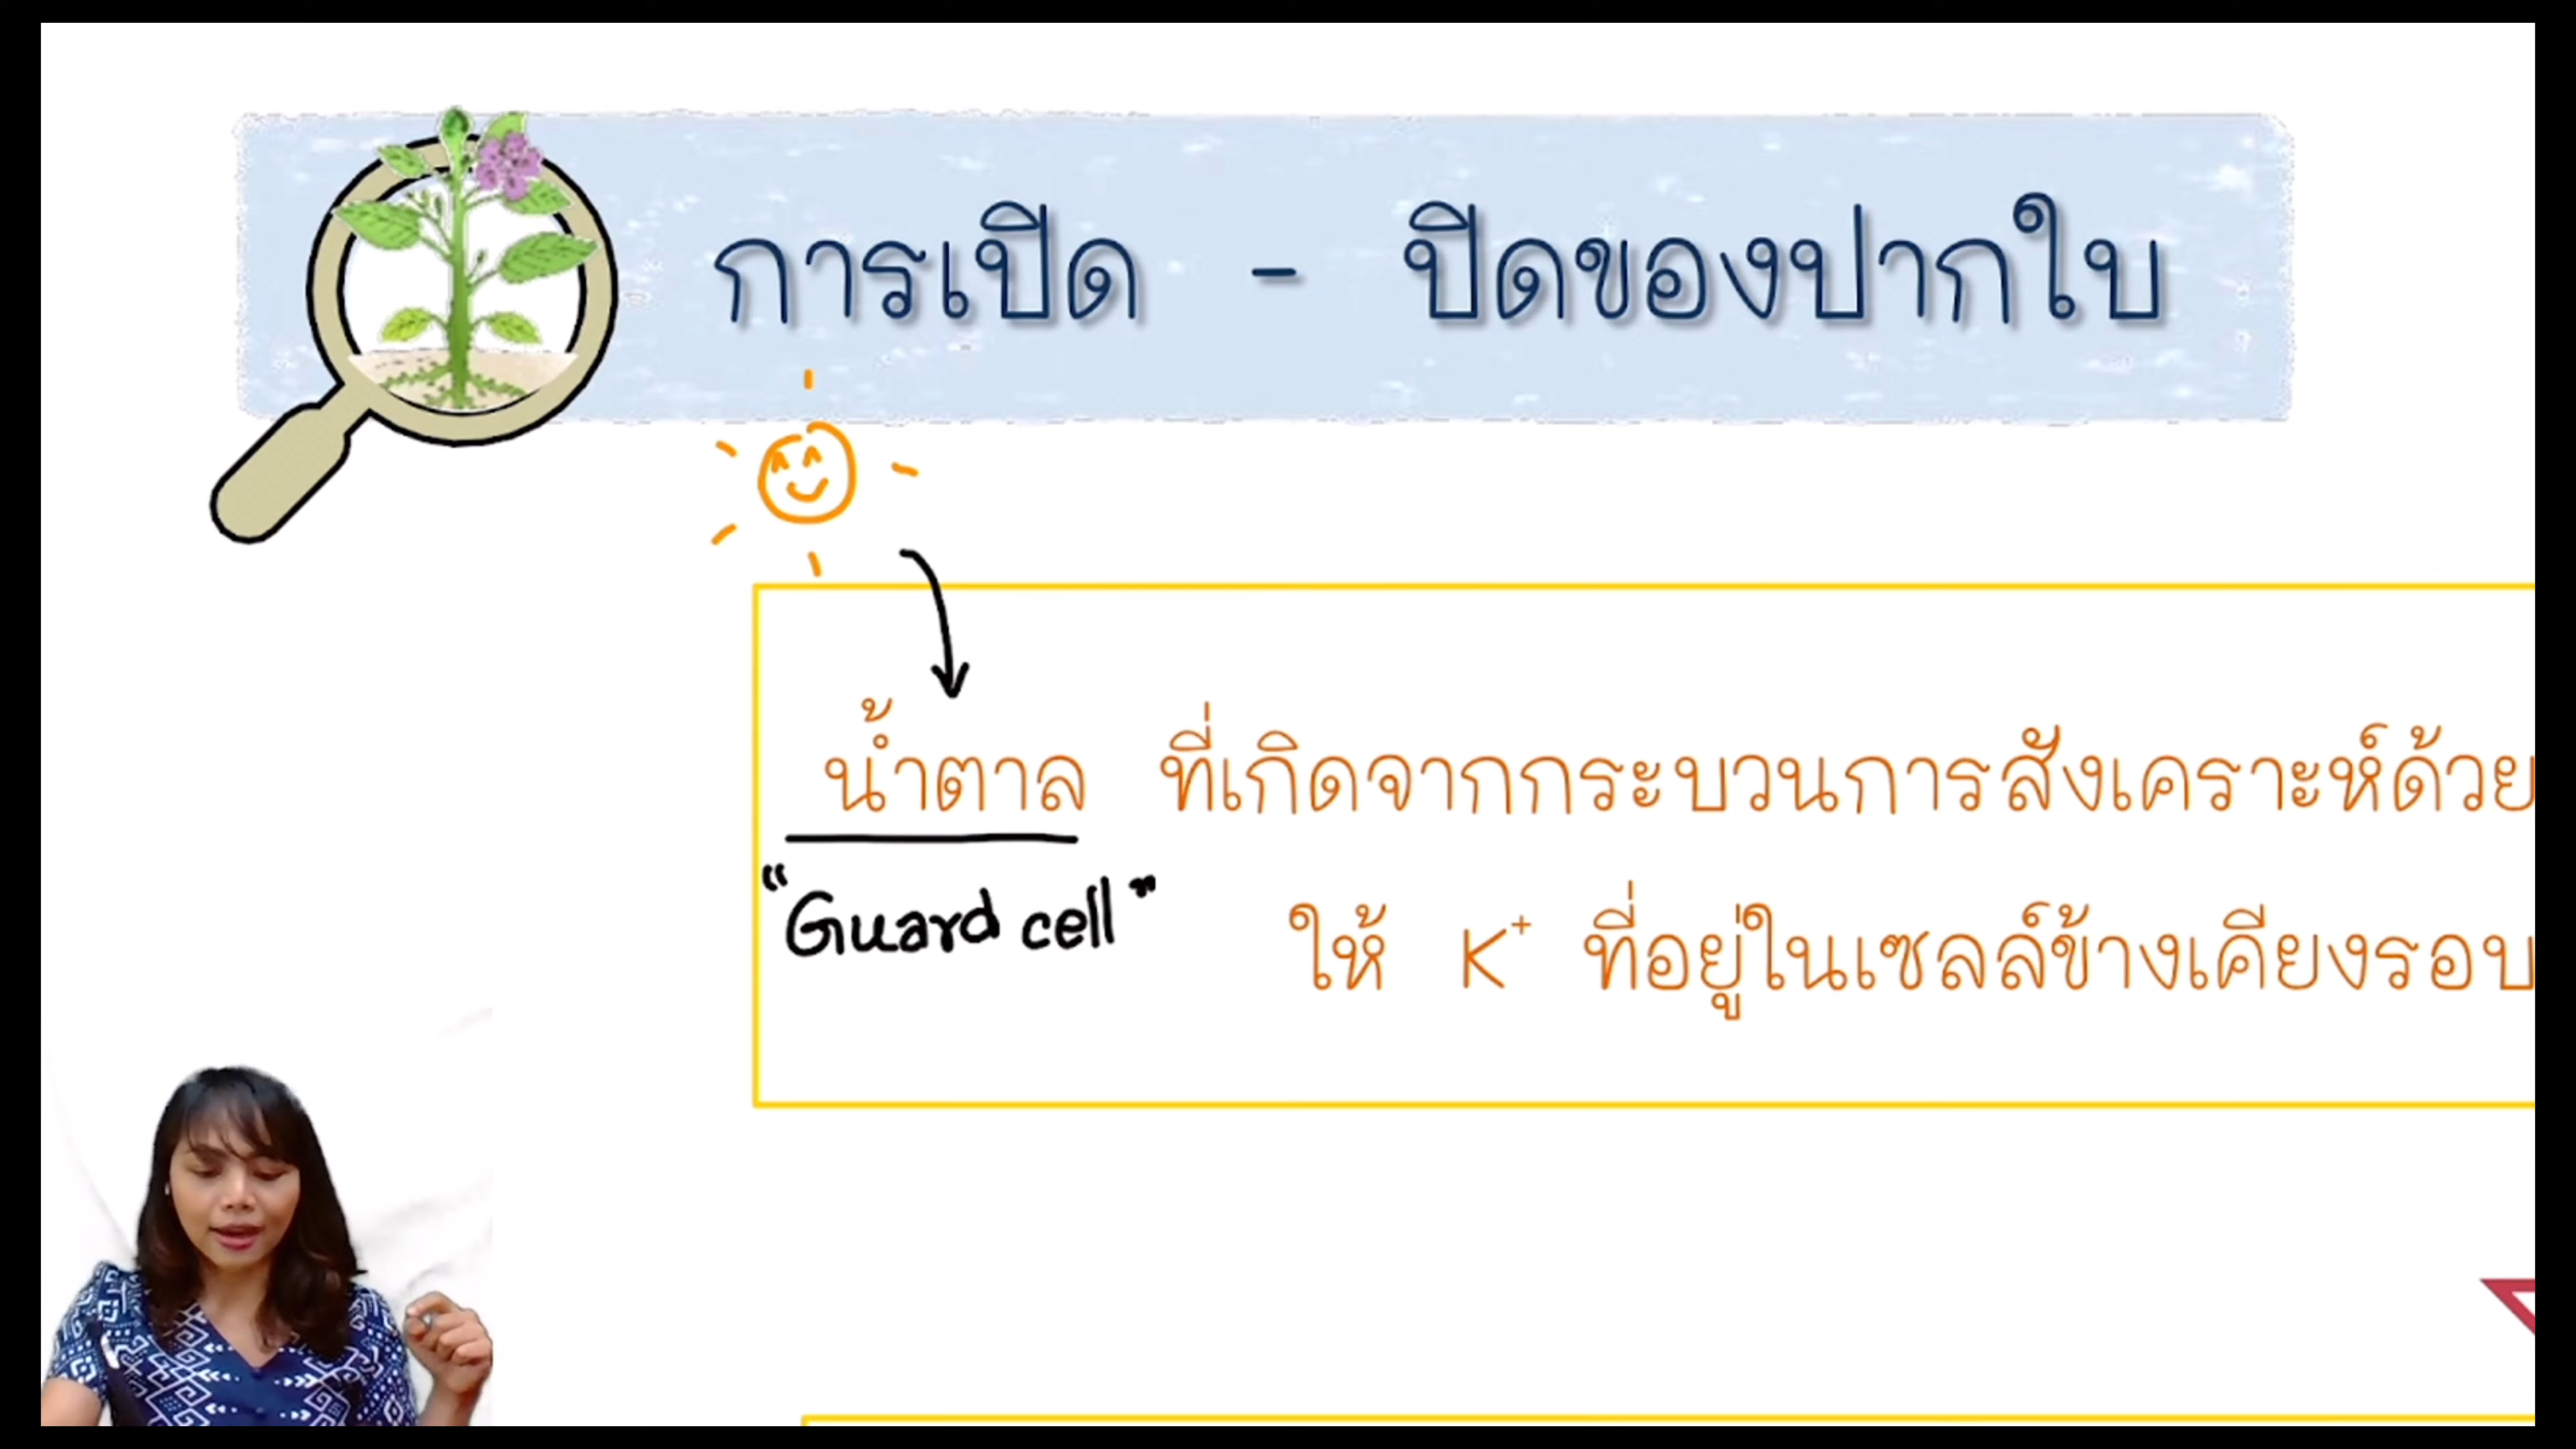 การเปิด - ปิดของปากใบ
น้ำตาล ที่เกิดจากกระบวนการสังเคราะห์ด้วย
"Guard cell"
ให้ K⁺ ที่อยู่ในเซลล์ข้างเคียงรอบ